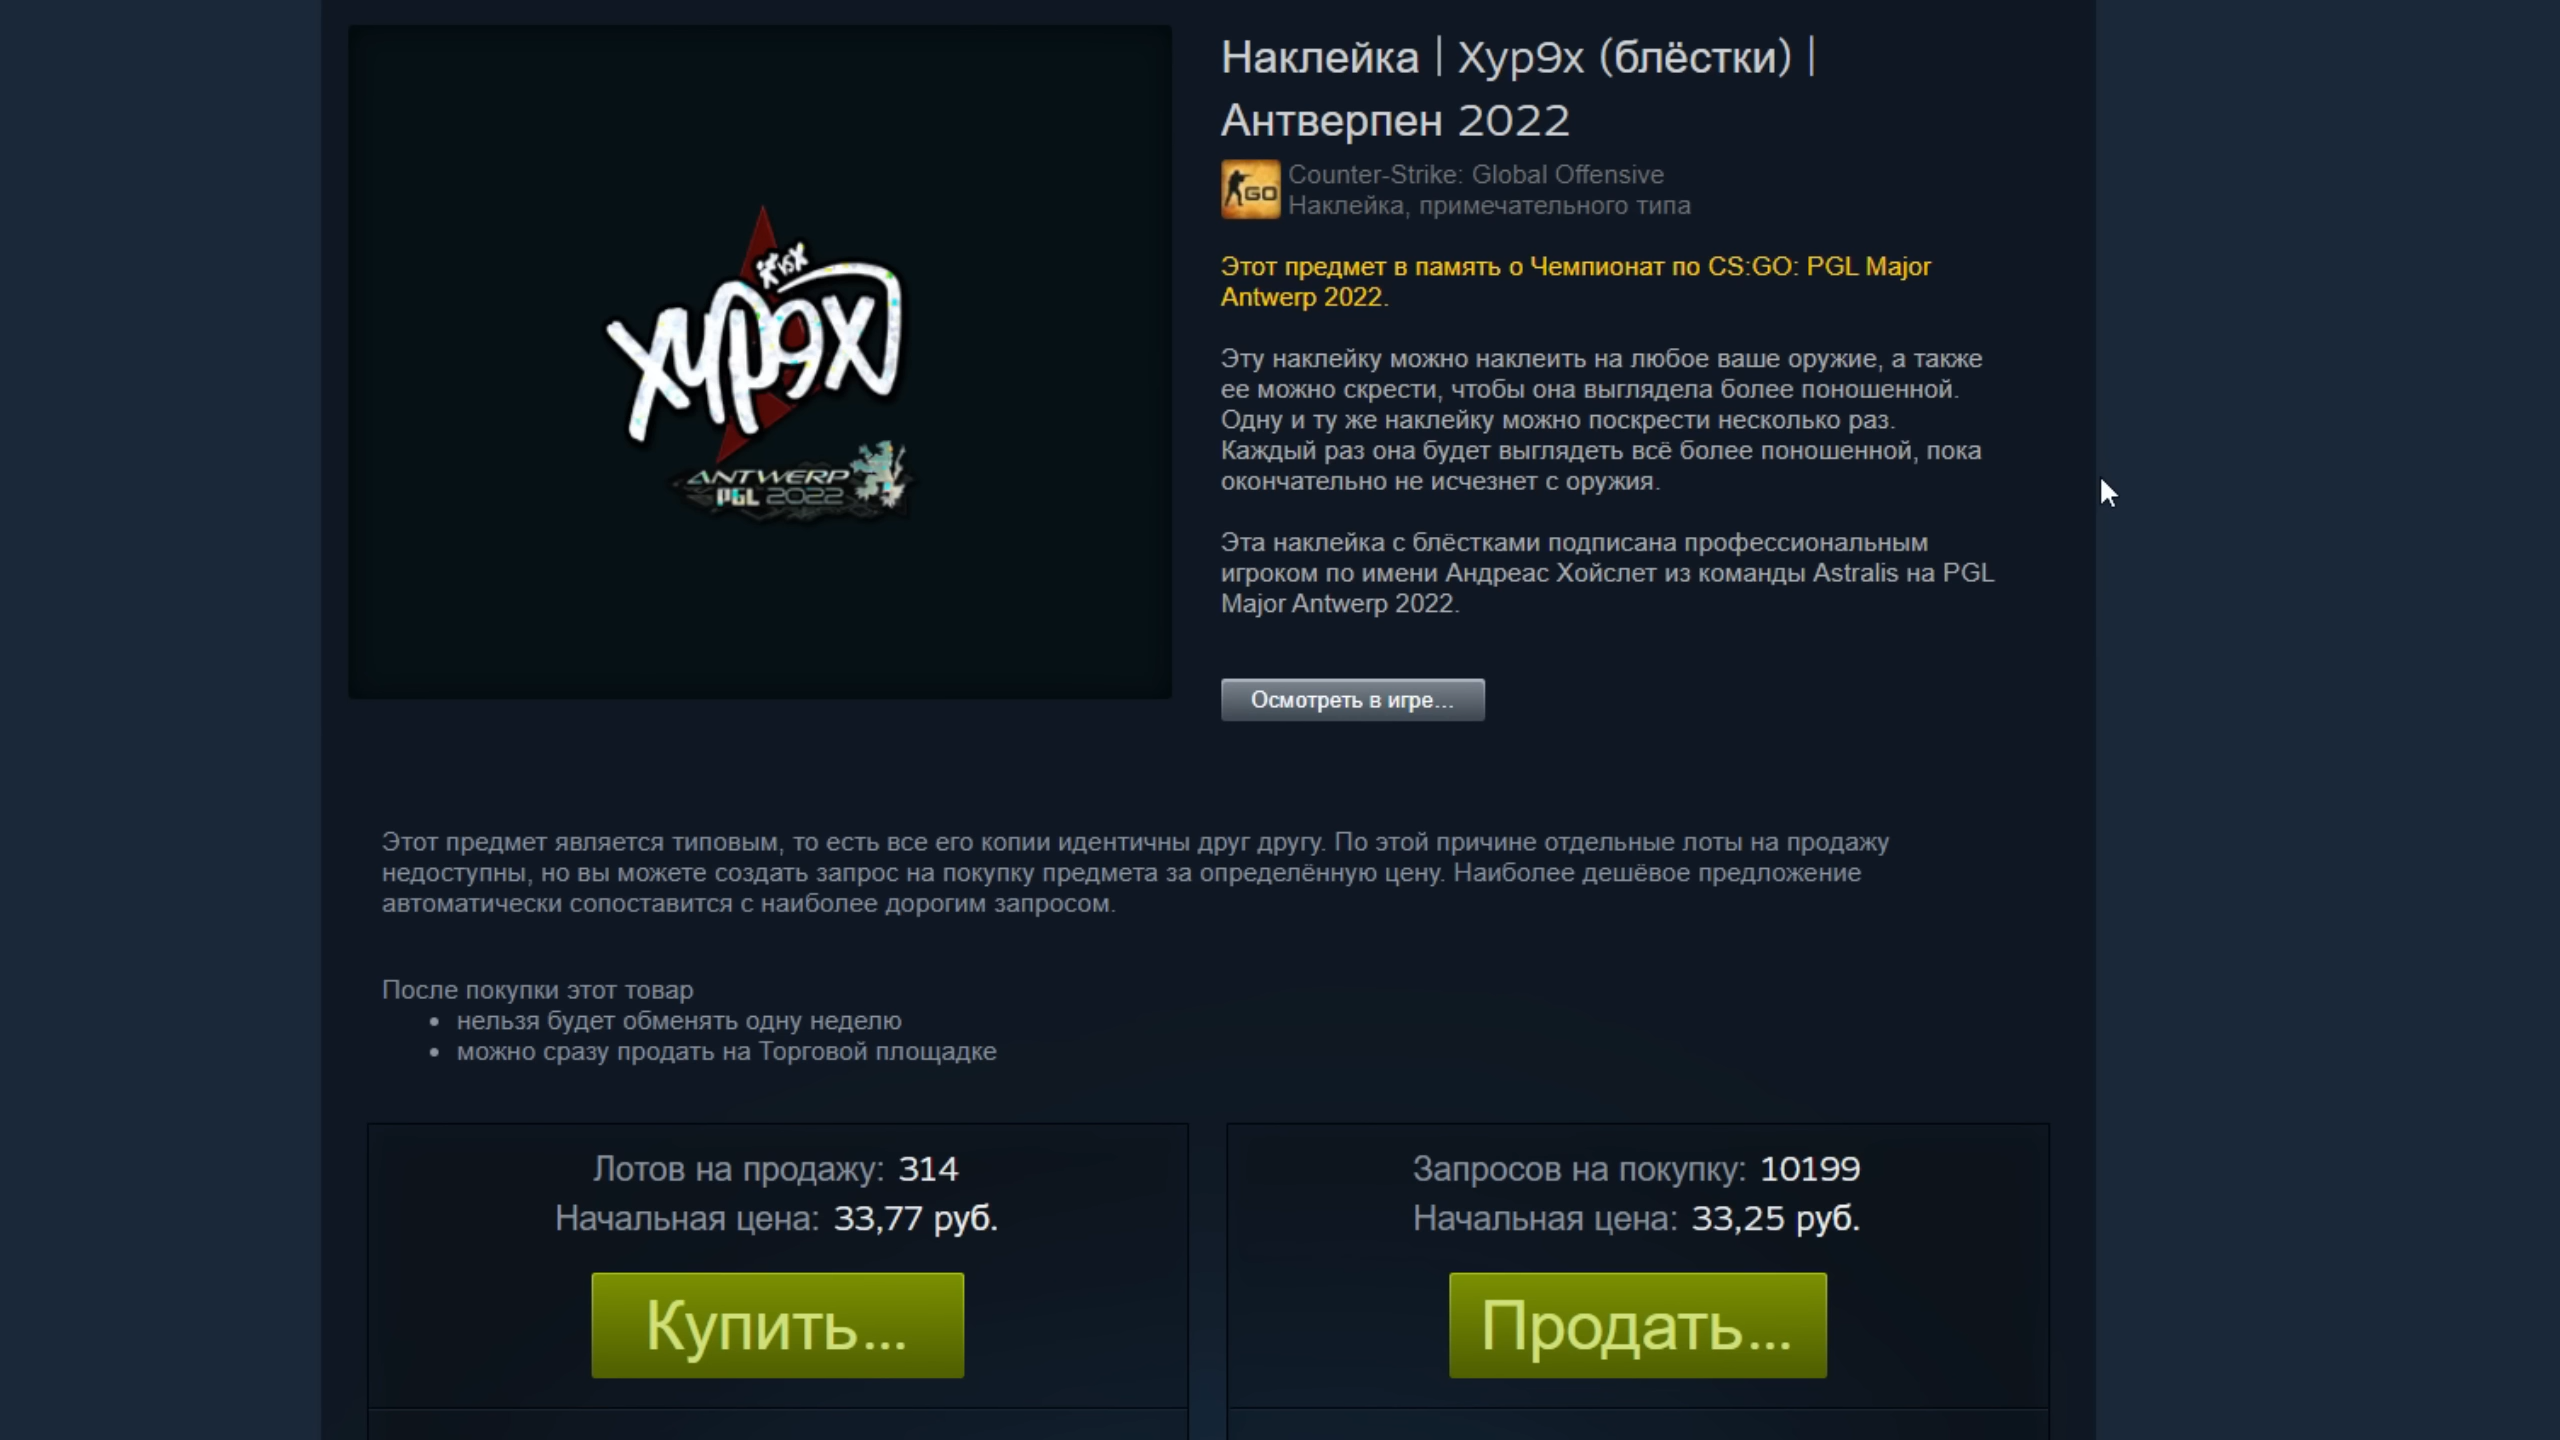 Наклейка | Xyp9x (блёстки) |
Антверпен 2022
GO
Counter-Strike: Global Offensive
Наклейка, примечательного типа
Этот предмет в память о Чемпионат по CS:GO: PGL Major
Antwerp 2022.
Эту наклейку можно наклеить на любое ваше оружие, а также
ее можно скрести, чтобы она выглядела более поношенной.
Одну и ту же наклейку можно поскрести несколько раз.
Каждый раз она будет выглядеть всё более поношенной, пока
окончательно не исчезнет с оружия.
Эта наклейка с блёстками подписана профессиональным
игроком по имени Андреас Хойслет из команды Astralis на PGL
Major Antwerp 2022.
Осмотреть в игре...
xyp9x
ANTWERP
PGL 2022
Этот предмет является типовым, то есть все его копии идентичны друг другу. По этой причине отдельные лоты на продажу
недоступны, но вы можете создать запрос на покупку предмета за определённую цену. Наиболее дешёвое предложение
автоматически сопоставится с наиболее дорогим запросом.
После покупки этот товар
• нельзя будет обменять одну неделю
• можно сразу продать на Торговой площадке
Лотов на продажу: 314
Начальная цена: 33,77 руб.
Купить...
Запросов на покупку: 10199
Начальная цена: 33,25 руб.
Продать...